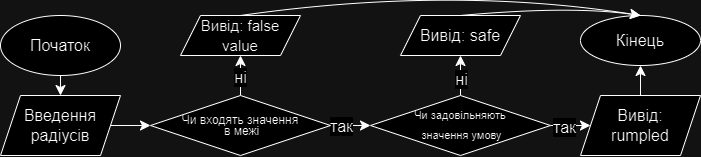 Початок
Вивід: false
value
Вивід: safe
Кінець
ні
ні
Введення
радіусів
Чи входять значення
в межі
так
Чи задовільняють
значення умову
так
Вивід:
rumpled